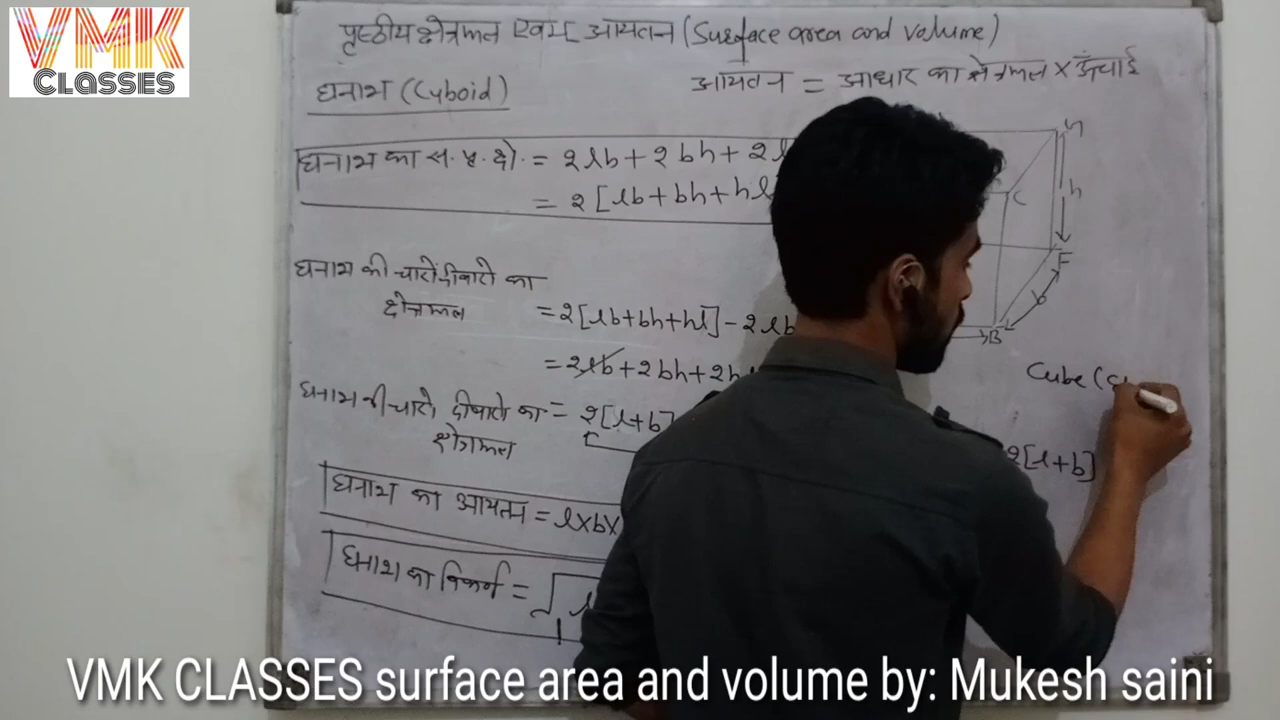 VMK
CLASSES
पृष्ठीय क्षेत्रफल एवम् आयतन (Surface area and volume)
आयतन = आधार का क्षेत्रफल × ऊँचाई
घनाभ (Cuboid)
घनाभ का स. पृ. क्षे. = 2lb + 2bh + 2l
= 2[lb+bh+hl
घनाभ की चारों दीवारो का
क्षेत्रफल = 2[lb+bh+hl] - 2lb
= 2lb + 2bh + 2h
घनाभ की चारो दीवारो का = 2[l+b]
क्षेत्रफल
घनाभ का आयतन = l×b×
घनाभ का विकर्ण = √l
h
C
F
b
B
Cube (C
2[l+b]
VMK CLASSES surface area and volume by: Mukesh saini